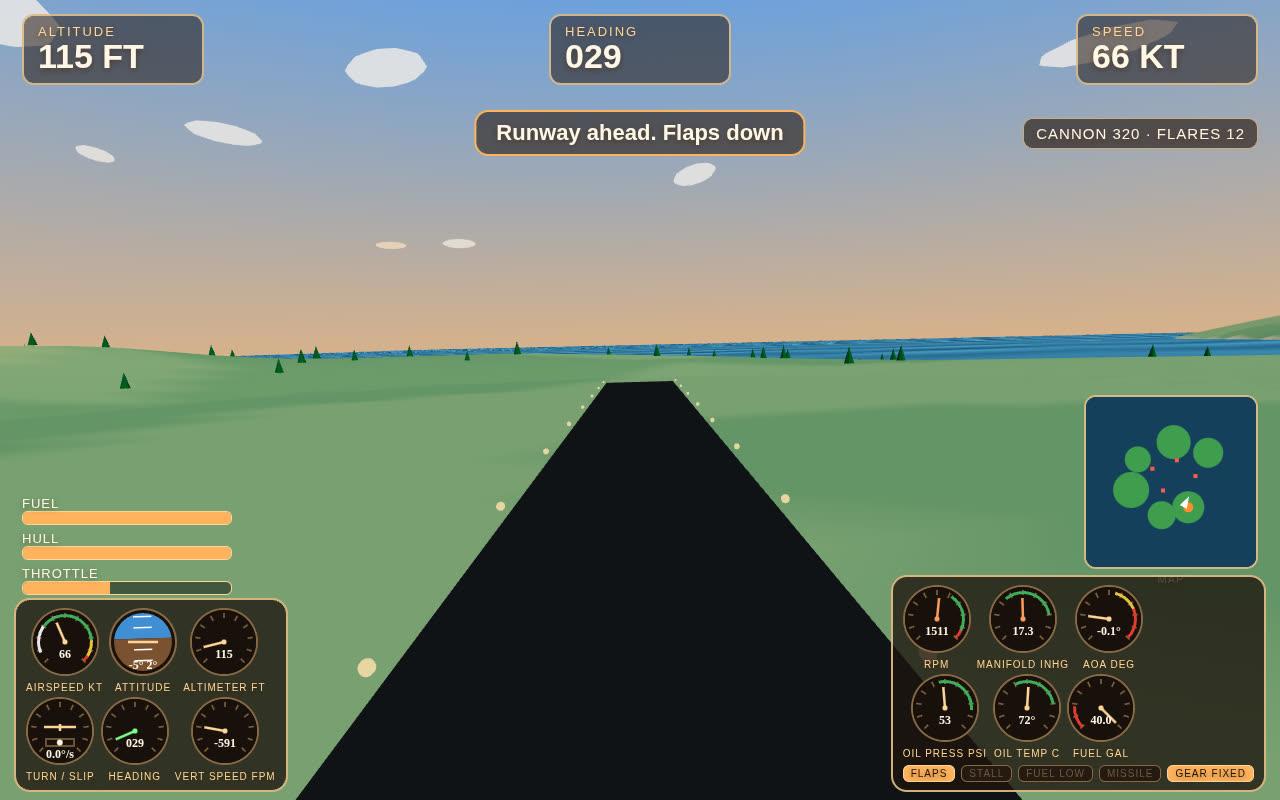 ALTITUDE
115 FT
HEADING
029
SPEED
66 KT
Runway ahead. Flaps down
CANNON 320 · FLARES 12
FUEL
HULL
THROTTLE
MAP
66
-5° 2°
115
AIRSPEED KT
ATTITUDE
ALTIMETER FT
0.0°/s
029
-591
TURN / SLIP
HEADING
VERT SPEED FPM
1511
17.3
-0.1°
RPM
MANIFOLD INHG
AOA DEG
53
72°
40.0
OIL PRESS PSI
OIL TEMP C
FUEL GAL
FLAPS
STALL
FUEL LOW
MISSILE
GEAR FIXED